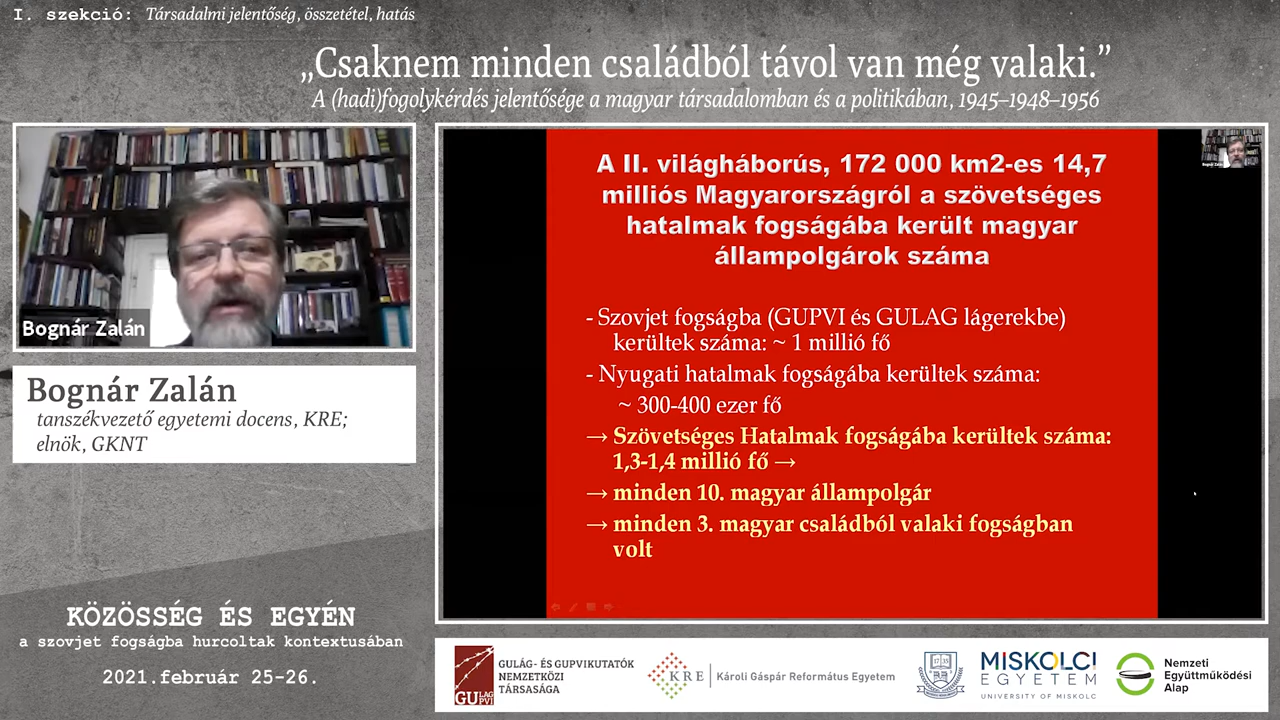 I. szekció: Társadalmi jelentőség, összetétel, hatás
„Csaknem minden családból távol van még valaki.”
A (hadi)fogolykérdés jelentősége a magyar társadalomban és a politikában, 1945–1948–1956
Bognár Zalán
Bognár Zalán
tanszékvezető egyetemi docens, KRE;
elnök, GKNT
A II. világháborús, 172 000 km2-es 14,7
milliós Magyarországról a szövetséges
hatalmak fogságába került magyar
állampolgárok száma
- Szovjet fogságba (GUPVI és GULAG lágerekbe)
kerültek száma: ~ 1 millió fő
- Nyugati hatalmak fogságába kerültek száma:
~ 300-400 ezer fő
→ Szövetséges Hatalmak fogságába kerültek száma:
1,3-1,4 millió fő →
→ minden 10. magyar állampolgár
→ minden 3. magyar családból valaki fogságban
volt
KÖZÖSSÉG ÉS EGYÉN
a szovjet fogságba hurcoltak kontextusában
2021.február 25-26.
GULÁG
PVI
GULÁG- ÉS GUPVIKUTATÓK
NEMZETKÖZI
TÁRSASÁGA
KRE
Károli Gáspár Református Egyetem
MISKOLCI
EGYETEM
UNIVERSITY OF MISKOLC
Nemzeti
Együttműködési
Alap